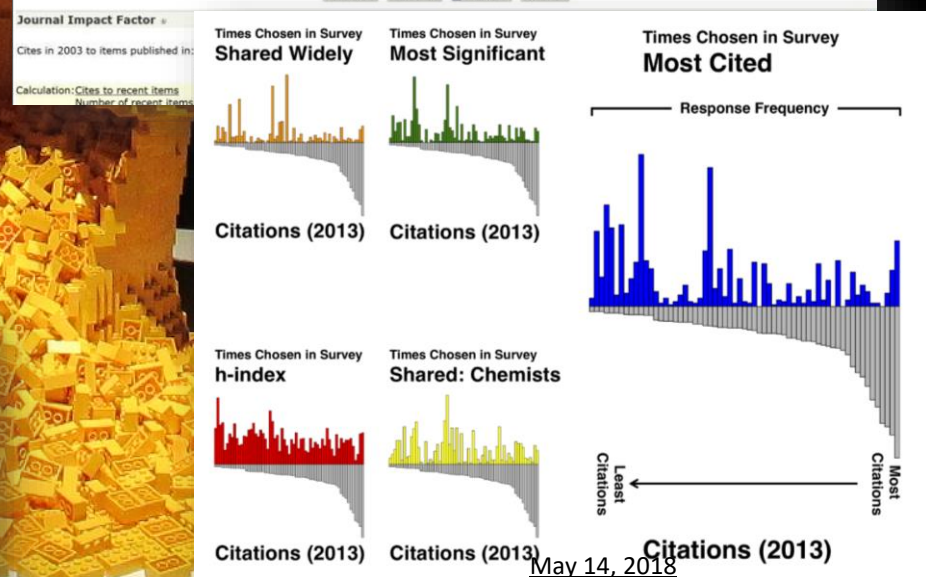 Journal Impact Factor
Cites in 2003 to items published in:
Calculation: Cites to recent items
Number of recent items
Times Chosen in Survey
Shared Widely
Citations (2013)
Times Chosen in Survey
Most Significant
Citations (2013)
Times Chosen in Survey
Most Cited
Response Frequency
Least
Citations
Most
Citations
Citations (2013)
Times Chosen in Survey
h-index
Citations (2013)
Times Chosen in Survey
Shared: Chemists
Citations (2013)
May 14, 2018